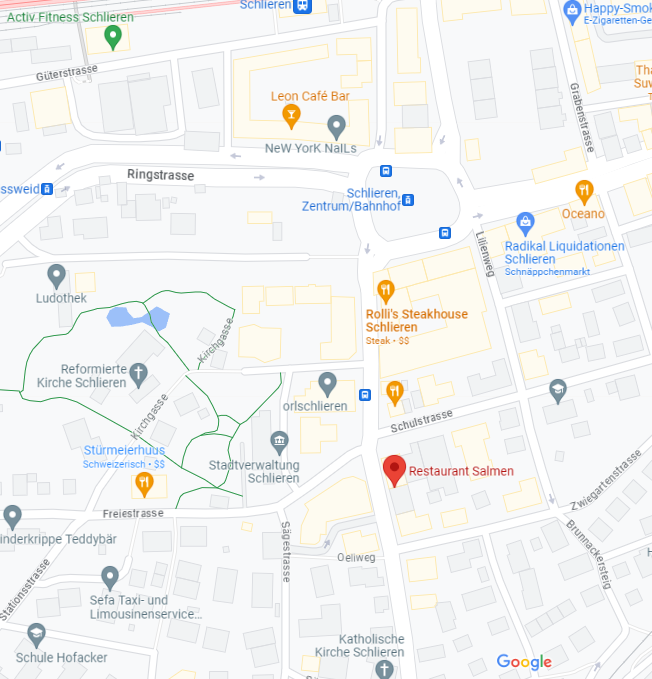 Schlieren
Happy-Smok
E-Zigaretten-Ge
Activ Fitness Schlieren
Güterstrasse
Tha
Suv
T
Grabenstrasse
Leon Café Bar
NeW YorK NaILs
Ringstrasse
essweid
Schlieren,
Zentrum/Bahnhof
Oceano
Lilienweg
Radikal Liquidationen
Schlieren
Schnäppchenmarkt
Ludothek
Rolli's Steakhouse
Schlieren
Steak • $$
Kirchgasse
Reformierte
Kirche Schlieren
orlschlieren
Kirchgasse
Schulstrasse
Stürmeierhuus
Schweizerisch • $$
Stadtverwaltung
Schlieren
Restaurant Salmen
Zwiegartenstrasse
Freiestrasse
inderkrippe Teddybär
Sägestrasse
Oeliweg
Brunnackersteig
H
Stationsstrasse
Sefa Taxi- und
Limousinenservice...
Schule Hofacker
Katholische
Kirche Schlieren
Google